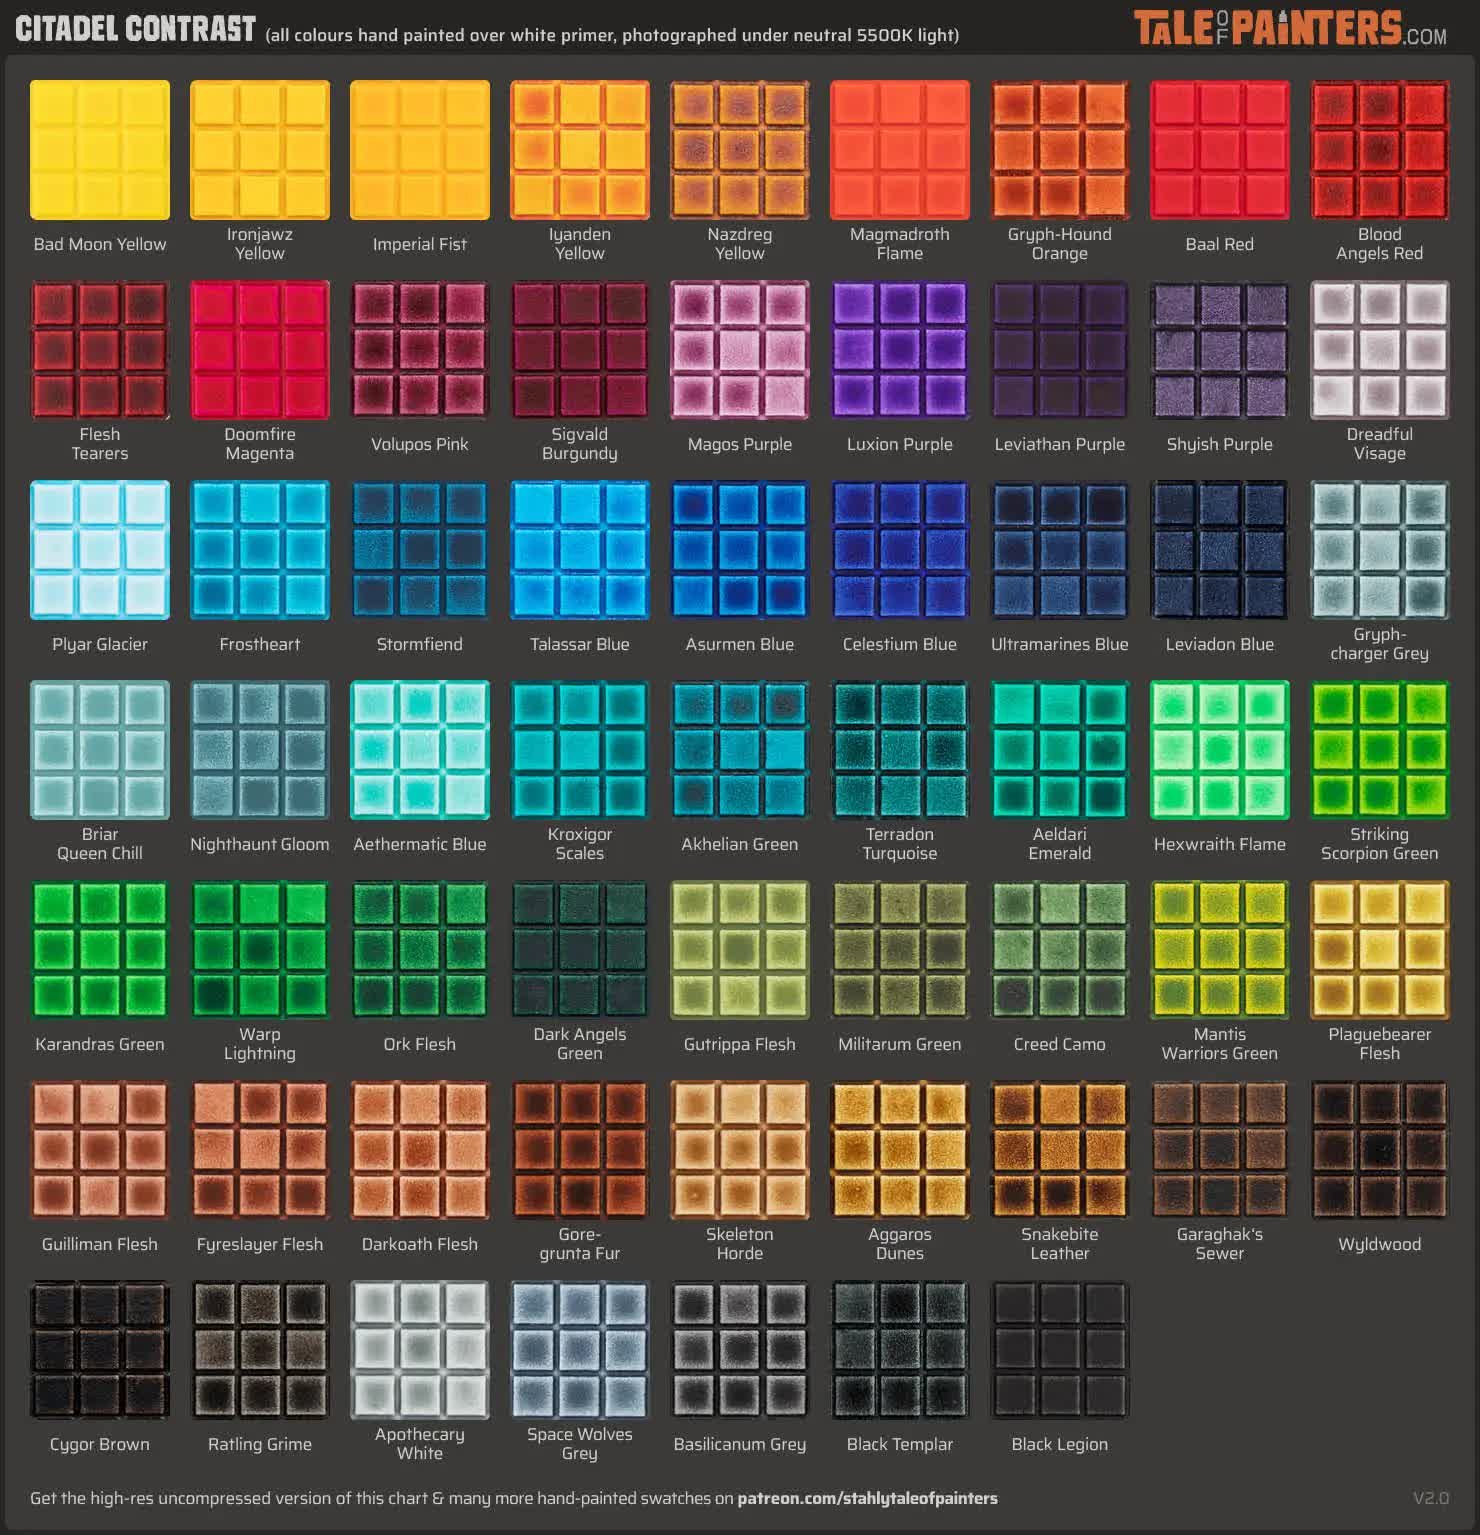 CITADEL CONTRAST (all colours hand painted over white primer, photographed under neutral 5500K light)
TALE OF PAINTERS.COM
Bad Moon Yellow
Ironjawz
Yellow
Imperial Fist
Iyanden
Yellow
Nazdreg
Yellow
Magmadroth
Flame
Gryph-Hound
Orange
Baal Red
Blood
Angels Red
Flesh
Tearers
Doomfire
Magenta
Volupos Pink
Sigvald
Burgundy
Magos Purple
Luxion Purple
Leviathan Purple
Shyish Purple
Dreadful
Visage
Plyar Glacier
Frostheart
Stormfiend
Talassar Blue
Asurmen Blue
Celestium Blue
Ultramarines Blue
Leviadon Blue
Gryph-
charger Grey
Briar
Queen Chill
Nighthaunt Gloom
Aethermatic Blue
Kroxigor
Scales
Akhelian Green
Terradon
Turquoise
Aeldari
Emerald
Hexwraith Flame
Striking
Scorpion Green
Karandras Green
Warp
Lightning
Ork Flesh
Dark Angels
Green
Gutrippa Flesh
Militarum Green
Creed Camo
Mantis
Warriors Green
Plaguebearer
Flesh
Guilliman Flesh
Fyreslayer Flesh
Darkoath Flesh
Gore-
grunta Fur
Skeleton
Horde
Aggaros
Dunes
Snakebite
Leather
Garaghak's
Sewer
Wyldwood
Cygor Brown
Ratling Grime
Apothecary
White
Space Wolves
Grey
Basilicanum Grey
Black Templar
Black Legion
Get the high-res uncompressed version of this chart & many more hand-painted swatches on patreon.com/stahlytaleofpainters
V2.0